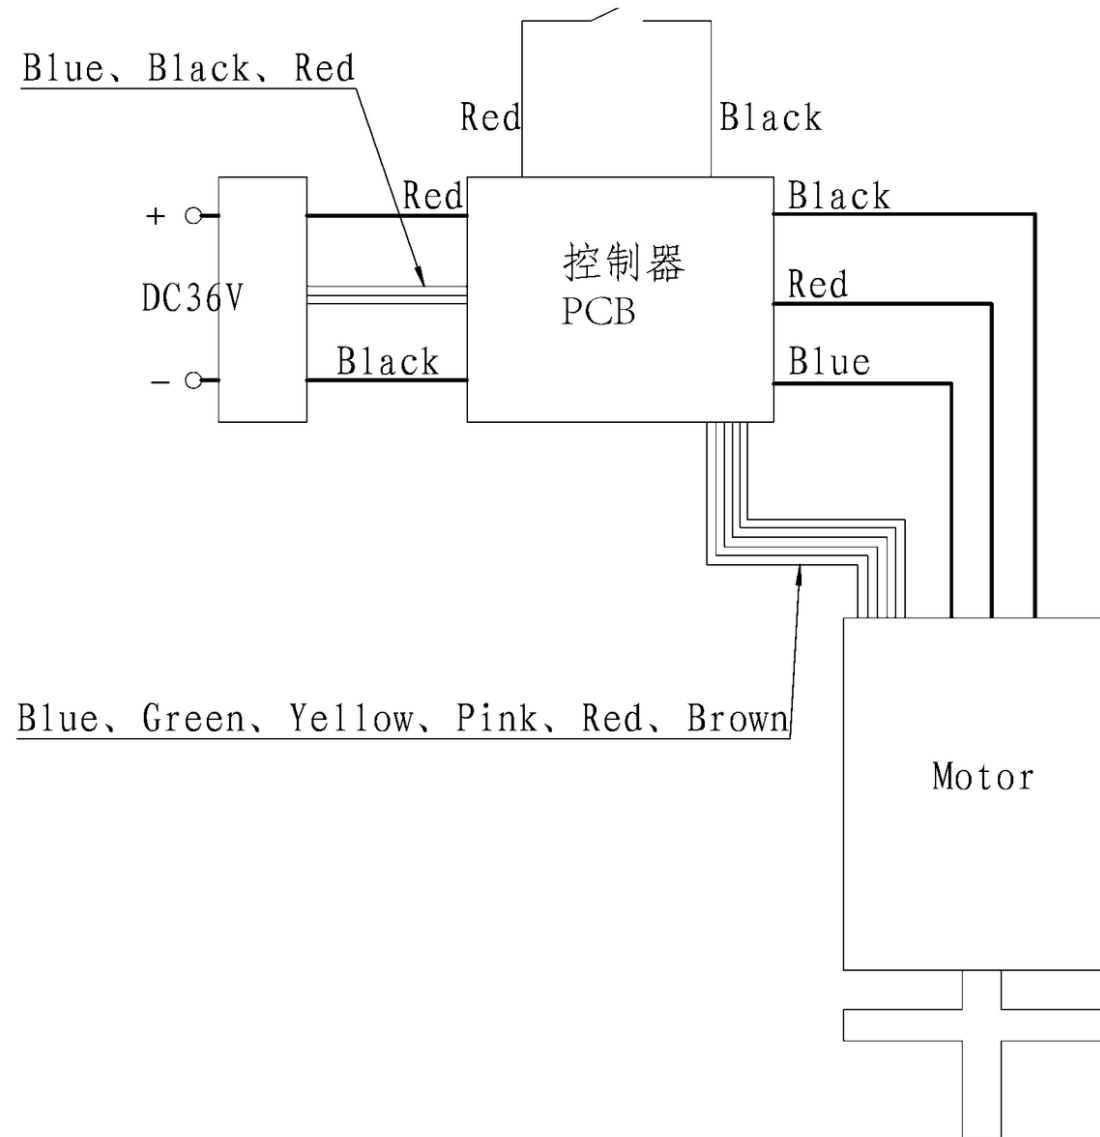 Blue、Black、Red
Red
Black
Red
Black
+
控制器
PCB
DC36V
Red
Black
Blue
-
Blue、Green、Yellow、Pink、Red、Brown
Motor